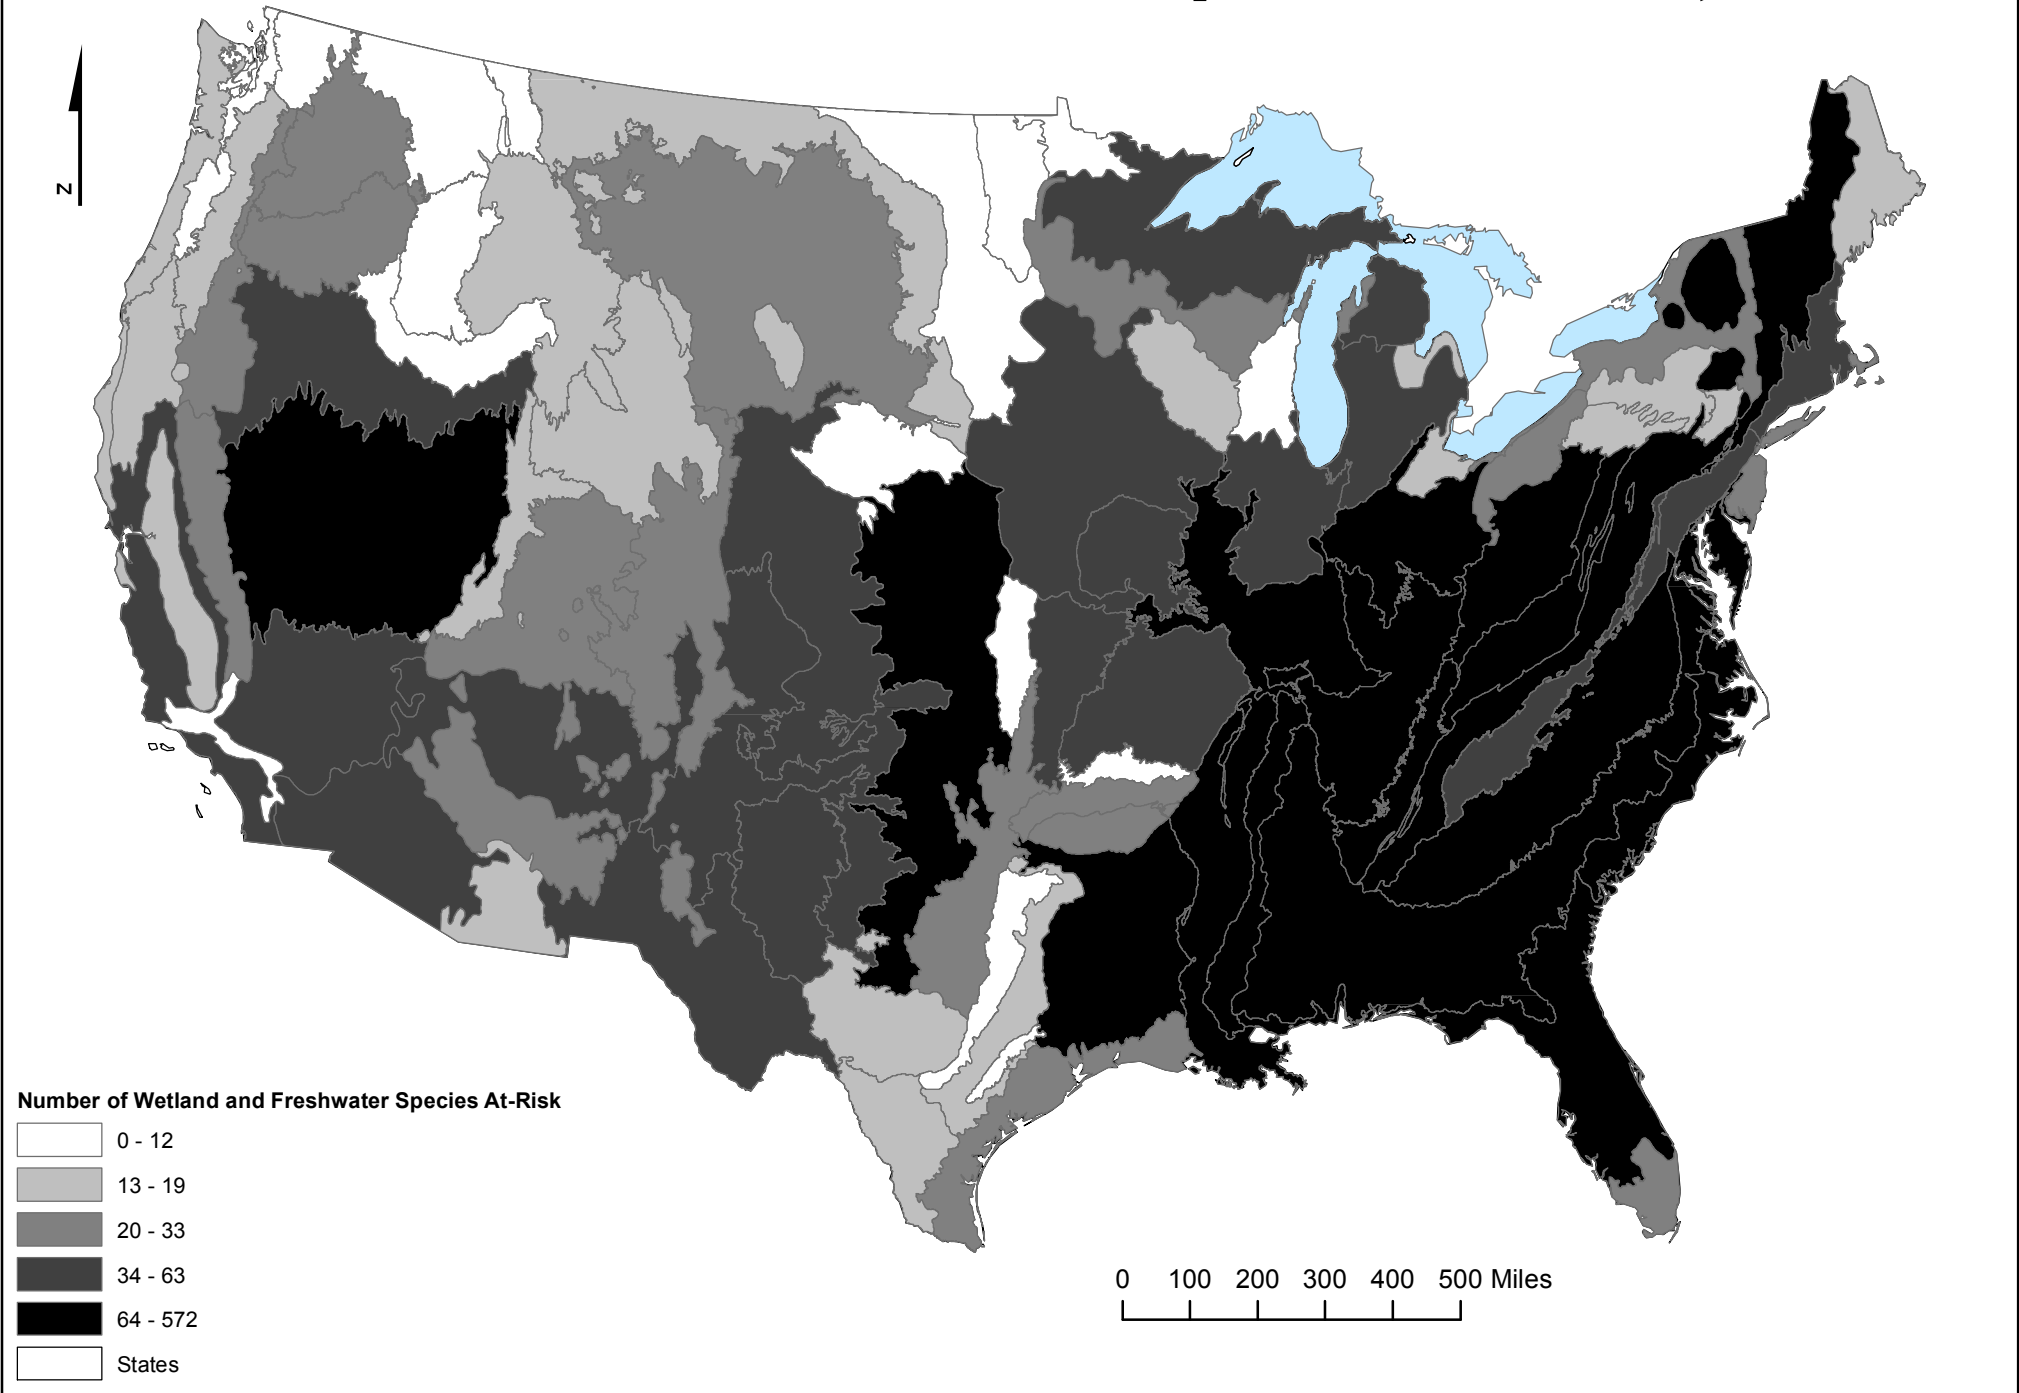 N
Number of Wetland and Freshwater Species At-Risk
0 - 12
13 - 19
20 - 33
34 - 63
64 - 572
States
0 100 200 300 400 500 Miles